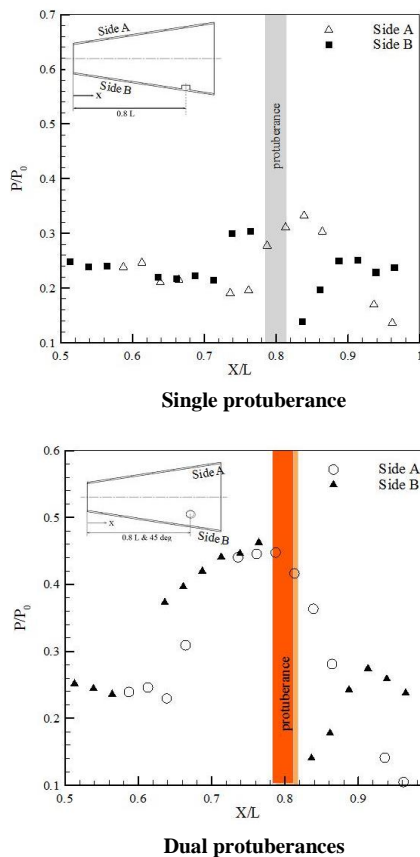 0.7
0.6
0.5
0.4
0.3
0.2
0.1
P/P0
Side A
Side B
X
0.8 L
protuberance
Side A
Side B
0.5
0.6
0.7
0.8
0.9
1
X/L
Single protuberance
0.6
0.5
0.4
0.3
0.2
0.1
P/P0
Side A
Side B
x
0.8 L & 45 deg
protuberance
Side A
Side B
0.5
0.6
0.7
0.8
0.9
X/L
Dual protuberances